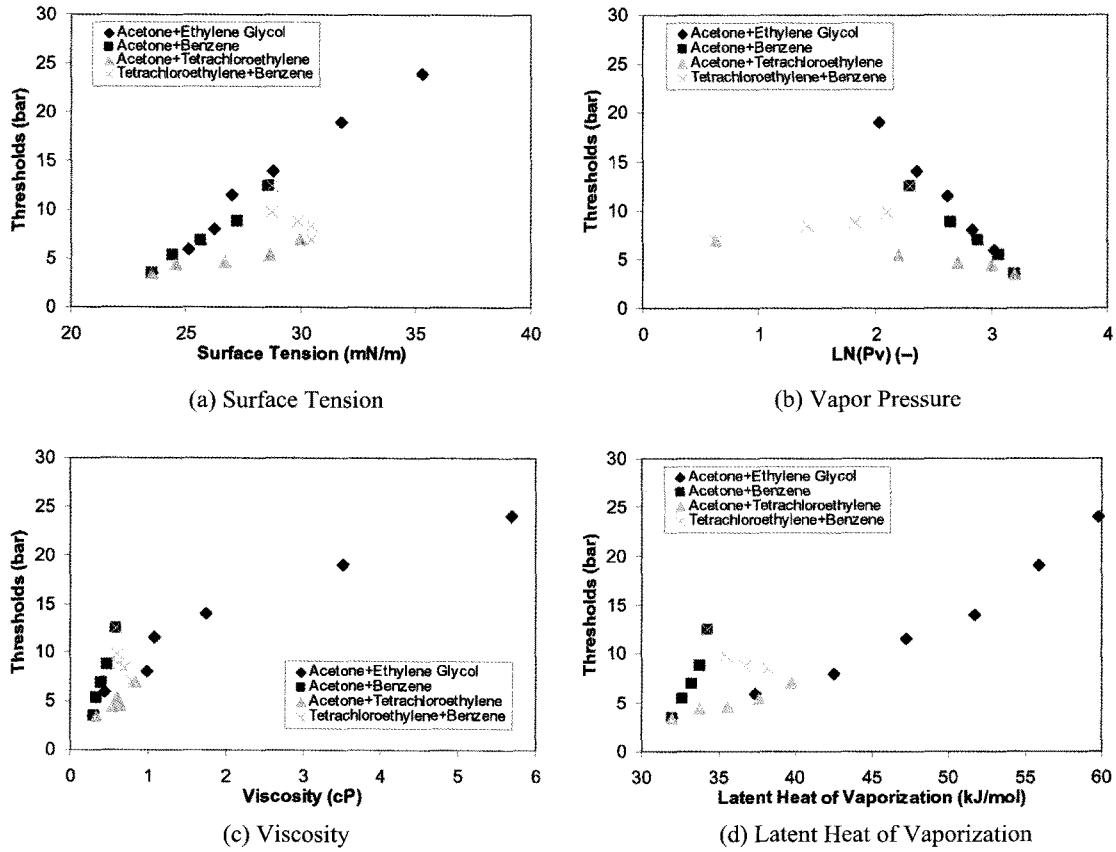 30
25
20
15
10
5
0
Thresholds (bar)
Acetone+Ethylene Glycol
Acetone+Benzene
Acetone+Tetrachloroethylene
Tetrachloroethylene+Benzene
20 25 30 35 40
Surface Tension (mN/m)
(a) Surface Tension
30
25
20
15
10
5
0
Thresholds (bar)
Acetone+Ethylene Glycol
Acetone+Benzene
Acetone+Tetrachloroethylene
Tetrachloroethylene+Benzene
0 1 2 3 4
LN(Pv) (--)
(b) Vapor Pressure
30
25
20
15
10
5
0
Thresholds (bar)
Acetone+Ethylene Glycol
Acetone+Benzene
Acetone+Tetrachloroethylene
Tetrachloroethylene+Benzene
0 1 2 3 4 5 6
Viscosity (cP)
(c) Viscosity
30
25
20
15
10
5
0
Thresholds (bar)
Acetone+Ethylene Glycol
Acetone+Benzene
Acetone+Tetrachloroethylene
Tetrachloroethylene+Benzene
30 35 40 45 50 55 60
Latent Heat of Vaporization (kJ/mol)
(d) Latent Heat of Vaporization